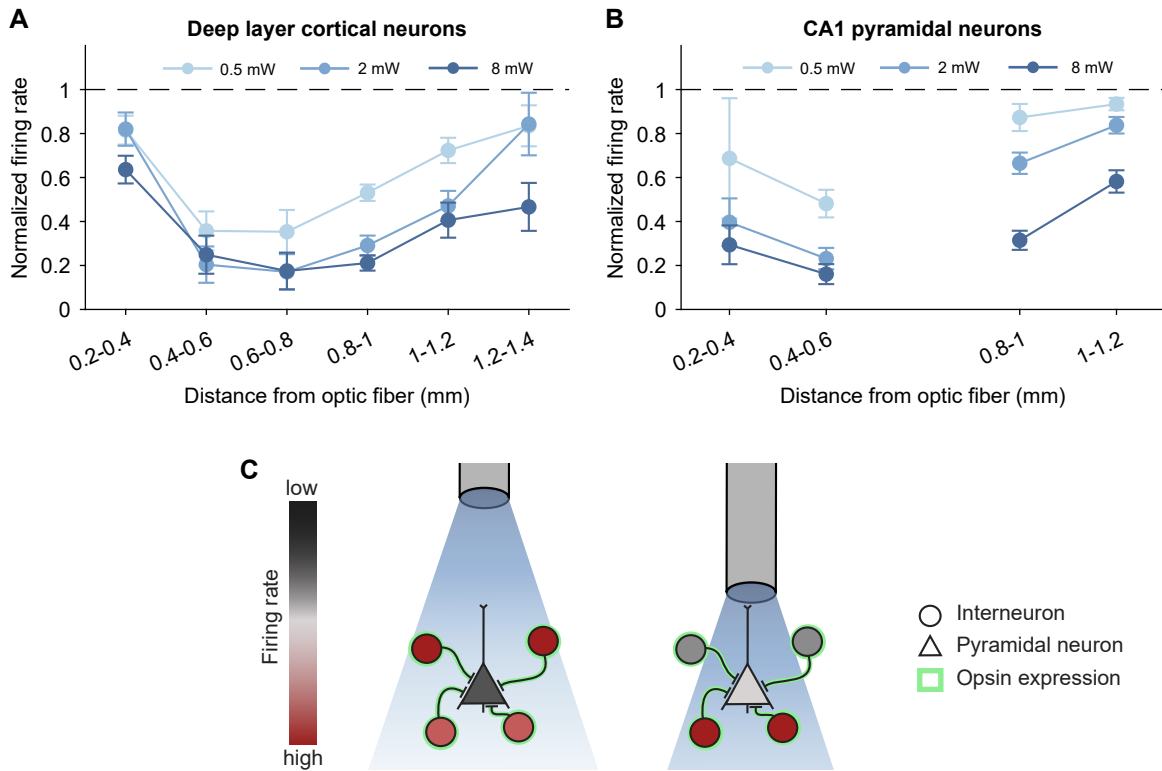 A
Deep layer cortical neurons
0.5 mW
2 mW
8 mW
Normalized firing rate
1
0.8
0.6
0.4
0.2
0
0.2-0.4
0.4-0.6
0.6-0.8
0.8-1
1-1.2
1.2-1.4
Distance from optic fiber (mm)
B
CA1 pyramidal neurons
0.5 mW
2 mW
8 mW
Normalized firing rate
1
0.8
0.6
0.4
0.2
0
0.2-0.4
0.4-0.6
0.8-1
1-1.2
Distance from optic fiber (mm)
C
low
Firing rate
high
Interneuron
Pyramidal neuron
Opsin expression